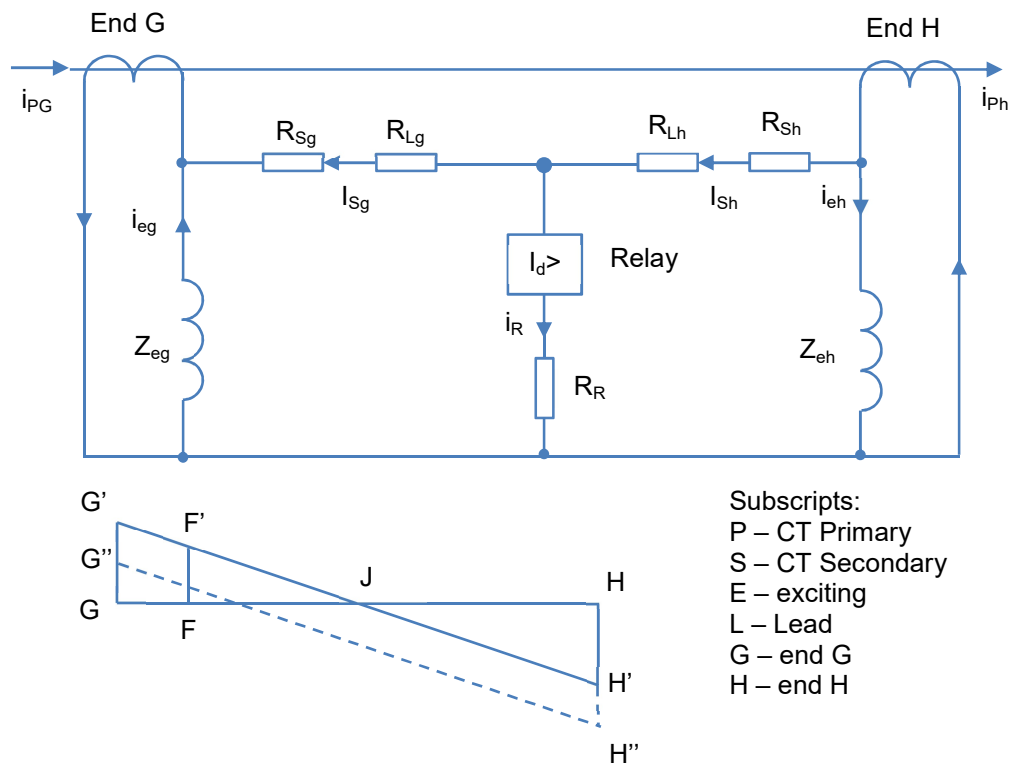 End G
End H
iPG
iPh
RSg
RLg
RLh
RSh
ISg
ISh
ieg
ieh
Id>
Relay
iR
Zeg
Zeh
RR
G’
F’
G’’
J
H
G
F
H’
H’’
Subscripts:
P – CT Primary
S – CT Secondary
E – exciting
L – Lead
G – end G
H – end H